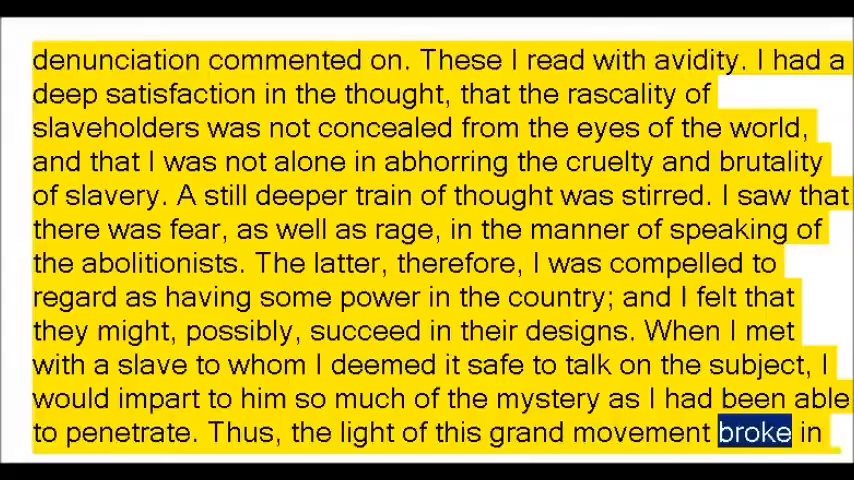 denunciation commented on. These I read with avidity. I had a
deep satisfaction in the thought, that the rascality of
slaveholders was not concealed from the eyes of the world,
and that I was not alone in abhorring the cruelty and brutality
of slavery. A still deeper train of thought was stirred. I saw that
there was fear, as well as rage, in the manner of speaking of
the abolitionists. The latter, therefore, I was compelled to
regard as having some power in the country; and I felt that
they might, possibly, succeed in their designs. When I met
with a slave to whom I deemed it safe to talk on the subject, I
would impart to him so much of the mystery as I had been able
to penetrate. Thus, the light of this grand movement broke in